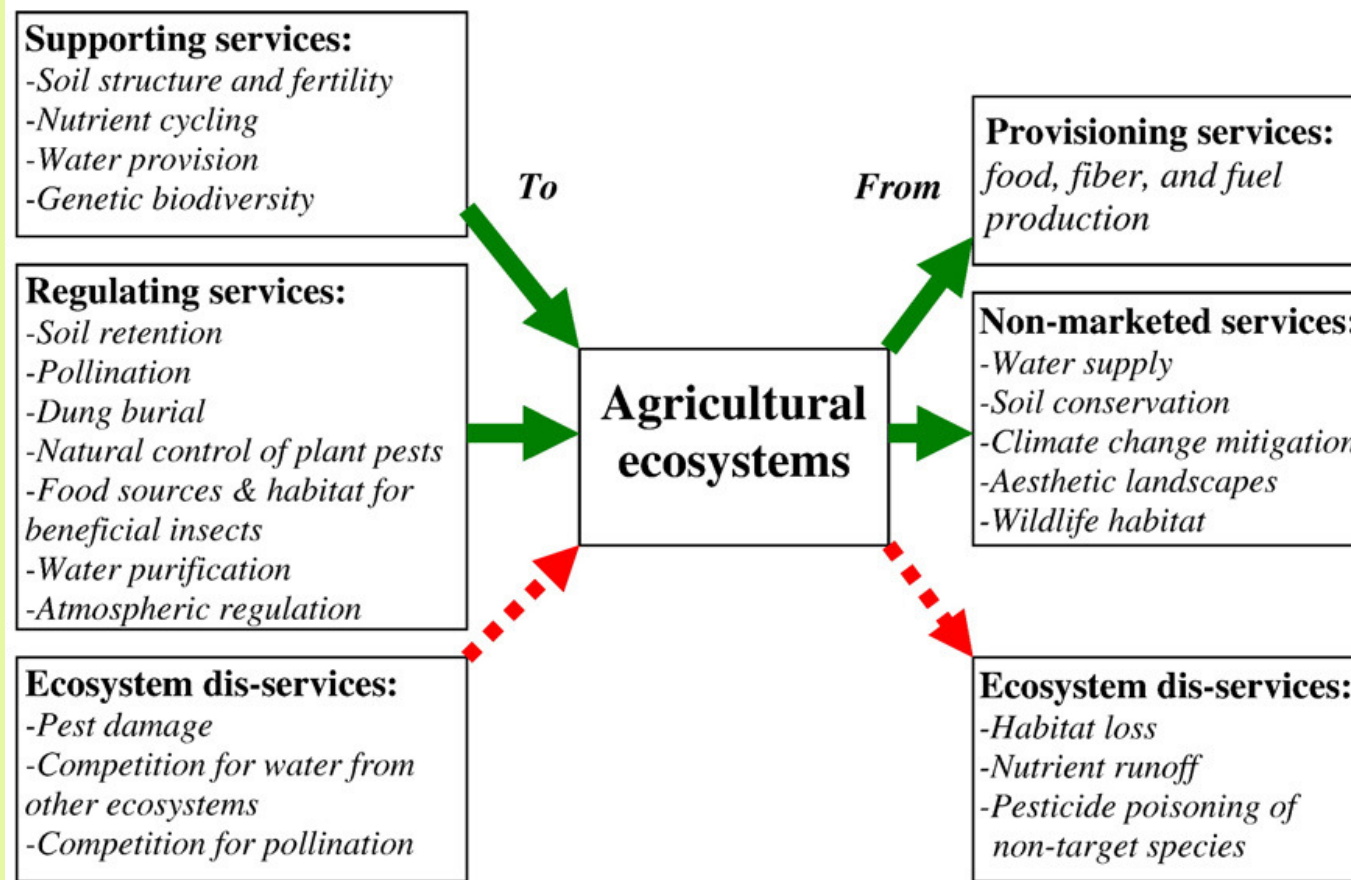 Supporting services:
-Soil structure and fertility
-Nutrient cycling
-Water provision
-Genetic biodiversity
Regulating services:
-Soil retention
-Pollination
-Dung burial
-Natural control of plant pests
-Food sources & habitat for
beneficial insects
-Water purification
-Atmospheric regulation
Ecosystem dis-services:
-Pest damage
-Competition for water from
other ecosystems
-Competition for pollination
To
Agricultural
ecosystems
From
Provisioning services:
food, fiber, and fuel
production
Non-marketed services:
-Water supply
-Soil conservation
-Climate change mitigation
-Aesthetic landscapes
-Wildlife habitat
Ecosystem dis-services:
-Habitat loss
-Nutrient runoff
-Pesticide poisoning of
non-target species